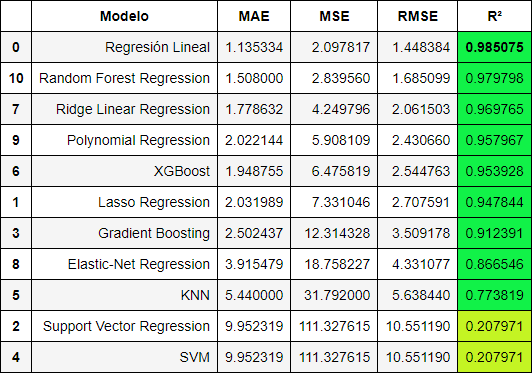 Modelo MAE MSE RMSE R²
0 Regresión Lineal 1.135334 2.097817 1.448384 0.985075
10 Random Forest Regression 1.508000 2.839560 1.685099 0.979798
7 Ridge Linear Regression 1.778632 4.249796 2.061503 0.969765
9 Polynomial Regression 2.022144 5.908109 2.430660 0.957967
6 XGBoost 1.948755 6.475819 2.544763 0.953928
1 Lasso Regression 2.031989 7.331046 2.707591 0.947844
3 Gradient Boosting 2.502437 12.314328 3.509178 0.912391
8 Elastic-Net Regression 3.915479 18.758227 4.331077 0.866546
5 KNN 5.440000 31.792000 5.638440 0.773819
2 Support Vector Regression 9.952319 111.327615 10.551190 0.207971
4 SVM 9.952319 111.327615 10.551190 0.207971